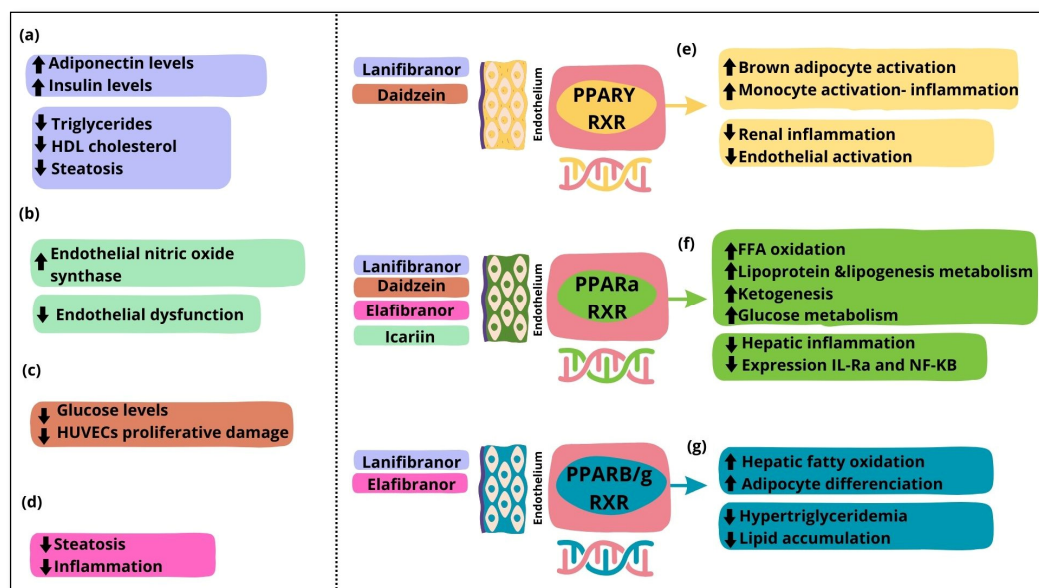 (a)
Adiponectin levels
Insulin levels
Triglycerides
HDL cholesterol
Steatosis
(b)
Endothelial nitric oxide
synthase
Endothelial dysfunction
(c)
Glucose levels
HUVECs proliferative damage
(d)
Steatosis
Inflammation
Lanifibranor
Daidzein
Endothelium
PPARY
RXR
(e)
Brown adipocyte activation
Monocyte activation- inflammation
Renal inflammation
Endothelial activation
Lanifibranor
Daidzein
Elafibranor
Icariin
Endothelium
PPARa
RXR
(f)
FFA oxidation
Lipoprotein &lipogenesis metabolism
Ketogenesis
Glucose metabolism
Hepatic inflammation
Expression IL-Ra and NF-KB
Lanifibranor
Elafibranor
Endothelium
PPARB/g
RXR
(g)
Hepatic fatty oxidation
Adipocyte differenciation
Hypertriglyceridemia
Lipid accumulation